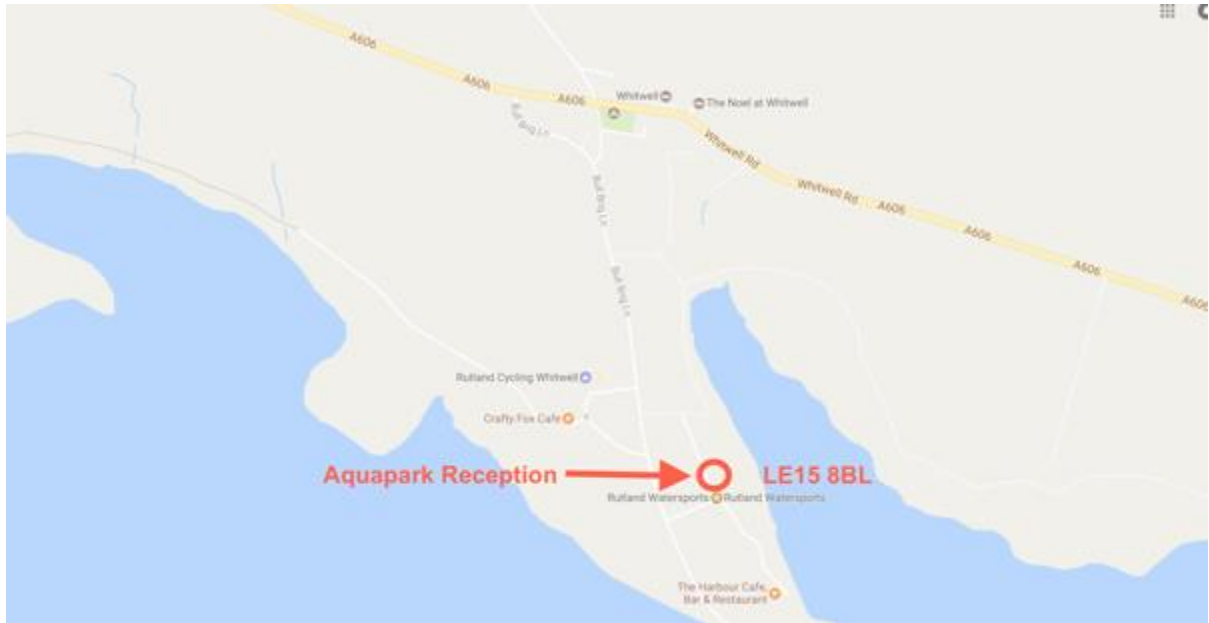 A606
A606
A606
Whitwell
The Noel at Whitwell
Bull Brig Ln
Whitwell Rd
Bull Brig Ln
Whitwell Rd
A606
A606
A606
A606
Bull Brig Ln
Rutland Cycling Whitwell
Crafty Fox Cafe
Aquapark Reception
LE15 8BL
Rutland Watersports
Rutland Watersports
The Harbour Cafe,
Bar & Restaurant